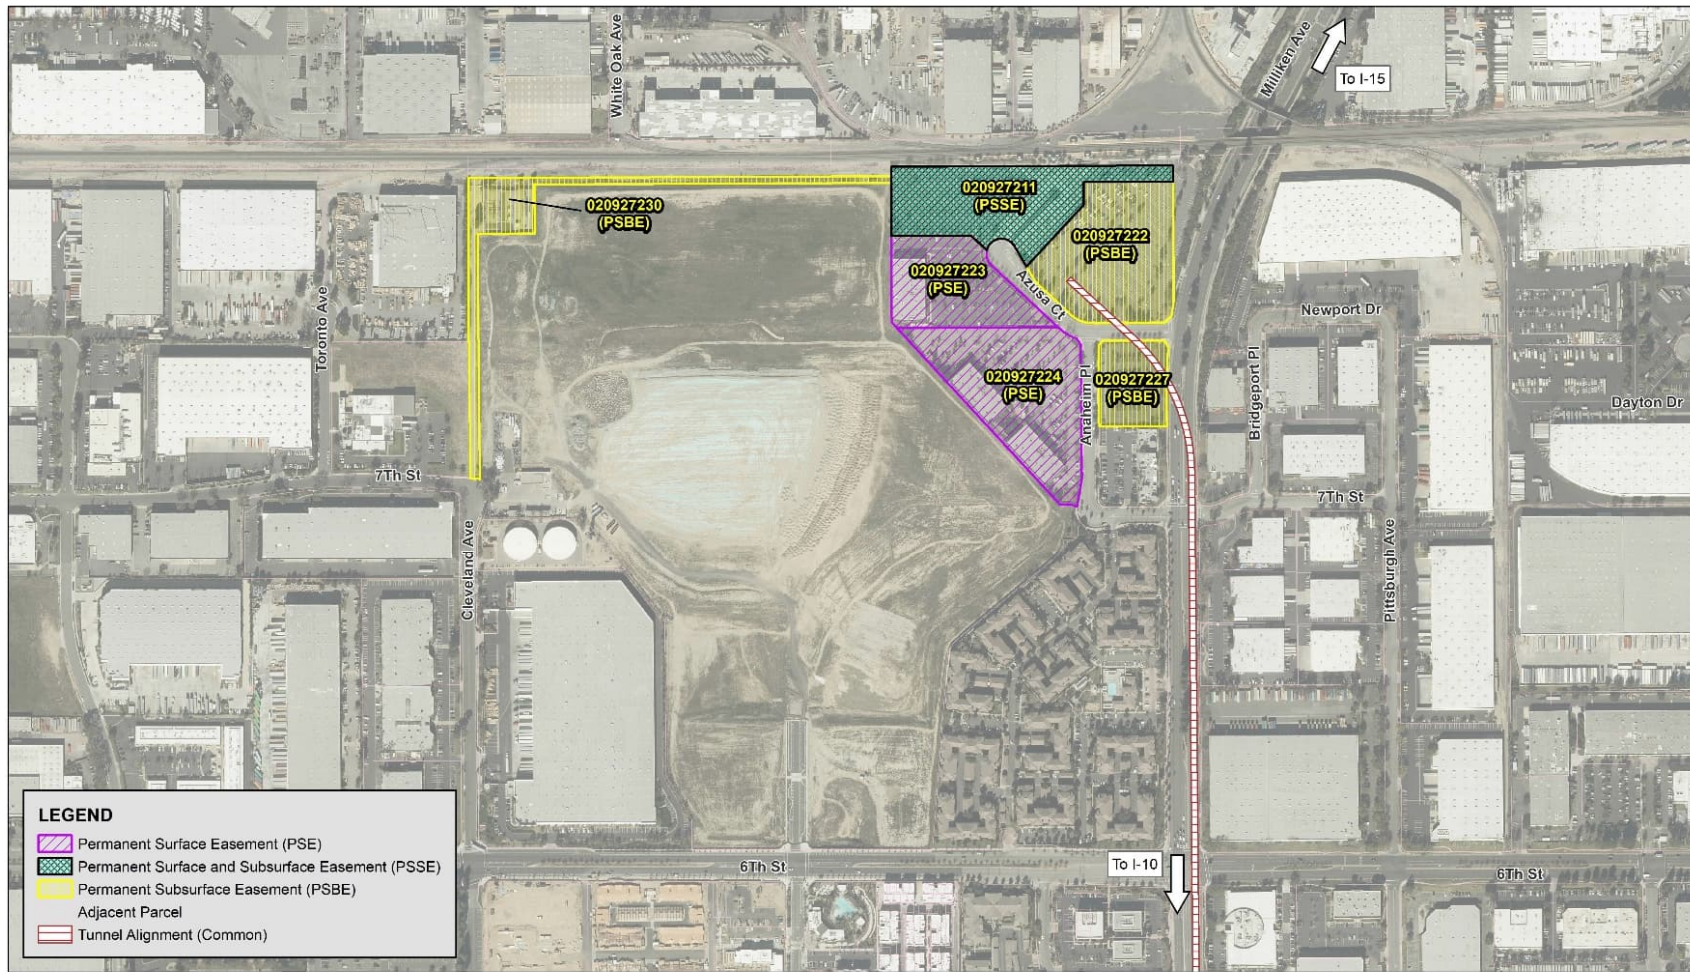 White Oak Ave
Milliken Ave
To I-15
020927211
(PSSE)
020927230
(PSBE)
020927222
(PSBE)
020927223
(PSE)
Azusa Ct
Toronto Ave
Newport Dr
020927224
(PSE)
Anaheim Pl
020927227
(PSBE)
Bridgeport Pl
Dayton Dr
7Th St
7Th St
Cleveland Ave
Pittsburgh Ave
LEGEND
Permanent Surface Easement (PSE)
Permanent Surface and Subsurface Easement (PSSE)
Permanent Subsurface Easement (PSBE)
Adjacent Parcel
Tunnel Alignment (Common)
6Th St
To I-10
6Th St